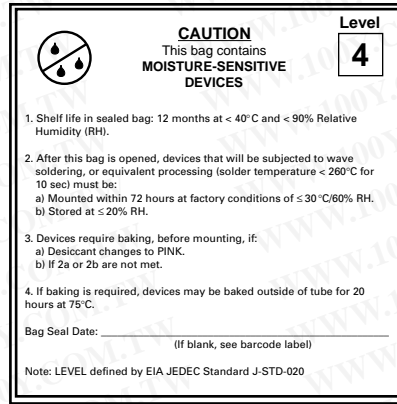 CAUTION
This bag contains
MOISTURE-SENSITIVE
DEVICES
Level
4
1. Shelf life in sealed bag: 12 months at < 40°C and < 90% Relative
Humidity (RH).
2. After this bag is opened, devices that will be subjected to wave
soldering, or equivalent processing (solder temperature < 260°C for
10 sec) must be:
a) Mounted within 72 hours at factory conditions of ≤ 30 °C/60% RH.
b) Stored at ≤ 20% RH.
3. Devices require baking, before mounting, if:
a) Desiccant changes to PINK.
b) If 2a or 2b are not met.
4. If baking is required, devices may be baked outside of tube for 20
hours at 75°C.
Bag Seal Date: ______________________________
(If blank, see barcode label)
Note: LEVEL defined by EIA JEDEC Standard J-STD-020